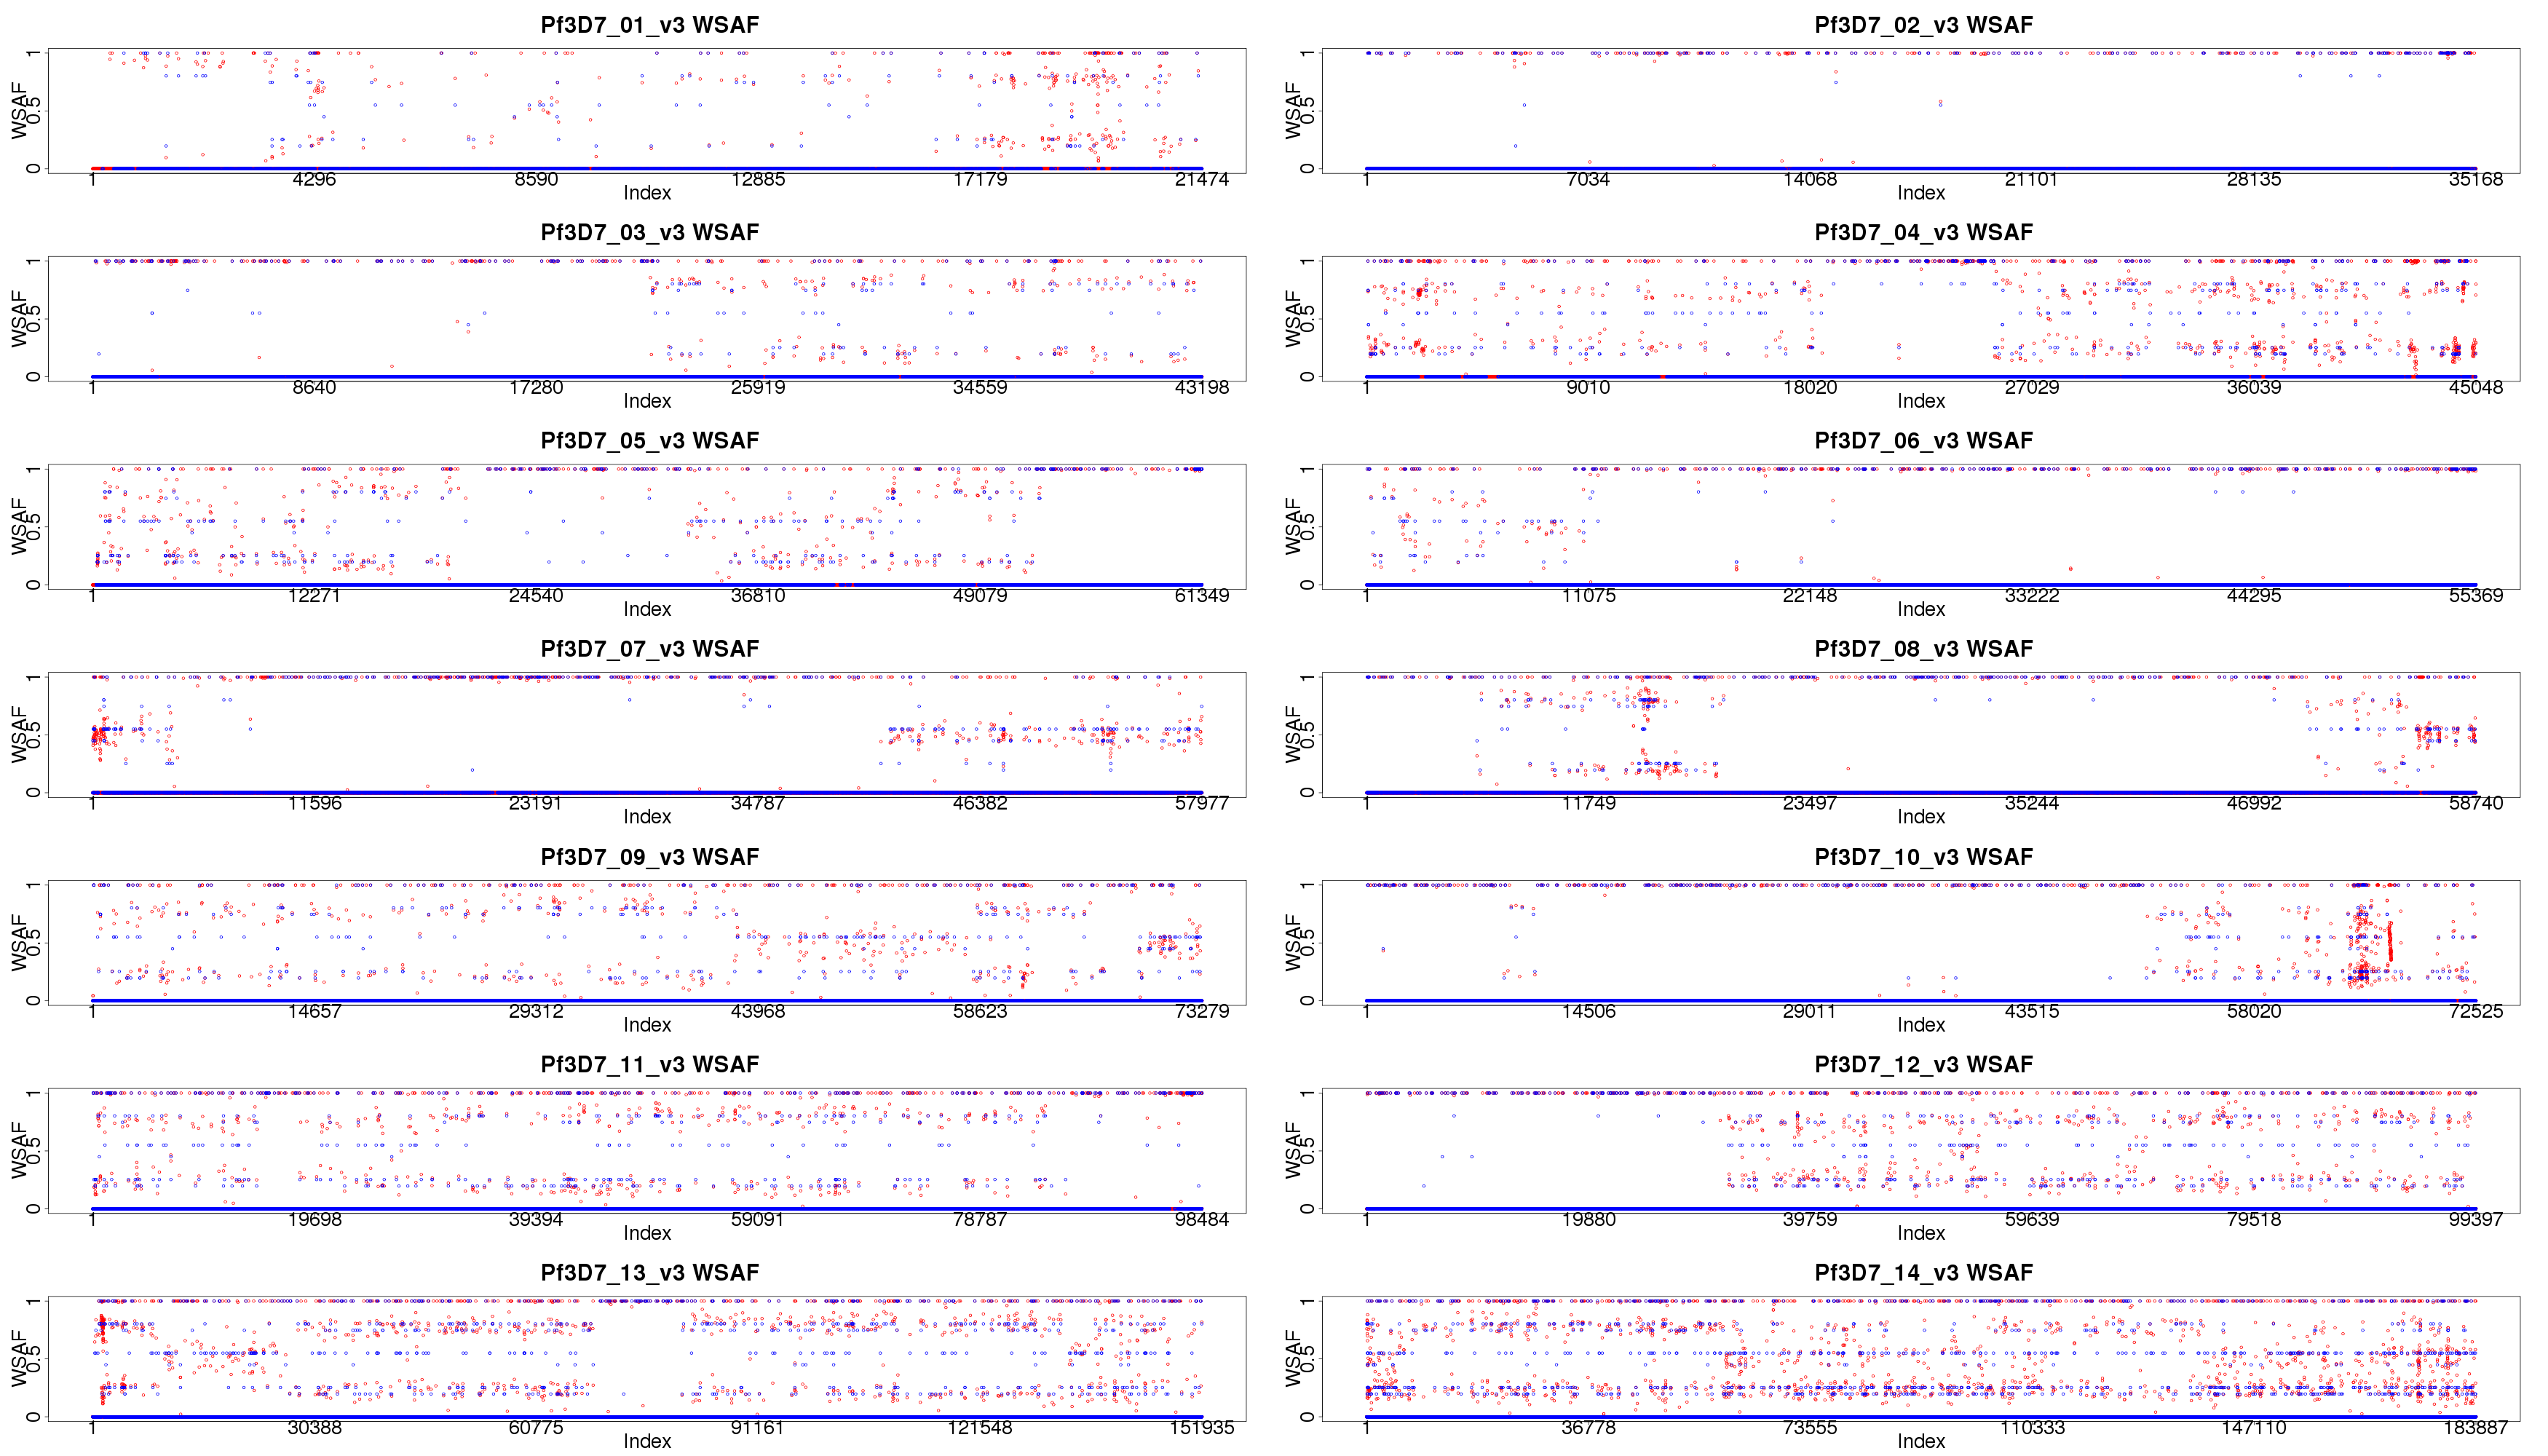 Pf3D7_01_v3 WSAF
WSAF
0 0.5 1
1 4296 8590 12885 17179 21474
Index
Pf3D7_02_v3 WSAF
WSAF
0 0.5 1
1 7034 14068 21101 28135 35168
Index
Pf3D7_03_v3 WSAF
WSAF
0 0.5 1
1 8640 17280 25919 34559 43198
Index
Pf3D7_04_v3 WSAF
WSAF
0 0.5 1
1 9010 18020 27029 36039 45048
Index
Pf3D7_05_v3 WSAF
WSAF
0 0.5 1
1 12271 24540 36810 49079 61349
Index
Pf3D7_06_v3 WSAF
WSAF
0 0.5 1
1 11075 22148 33222 44295 55369
Index
Pf3D7_07_v3 WSAF
WSAF
0 0.5 1
1 11596 23191 34787 46382 57977
Index
Pf3D7_08_v3 WSAF
WSAF
0 0.5 1
1 11749 23497 35244 46992 58740
Index
Pf3D7_09_v3 WSAF
WSAF
0 0.5 1
1 14657 29312 43968 58623 73279
Index
Pf3D7_10_v3 WSAF
WSAF
0 0.5 1
1 14506 29011 43515 58020 72525
Index
Pf3D7_11_v3 WSAF
WSAF
0 0.5 1
1 19698 39394 59091 78787 98484
Index
Pf3D7_12_v3 WSAF
WSAF
0 0.5 1
1 19880 39759 59639 79518 99397
Index
Pf3D7_13_v3 WSAF
WSAF
0 0.5 1
1 30388 60775 91161 121548 151935
Index
Pf3D7_14_v3 WSAF
WSAF
0 0.5 1
1 36778 73555 110333 147110 183887
Index